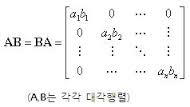 AB = BA = [ a₁b₁ 0 ⋯ 0
0 a₂b₂ ⋯ ⋮
⋮ ⋮ ⋱ ⋮
0 ⋯ ⋯ aₙbₙ ]
(A,B는 각각 대각행렬)